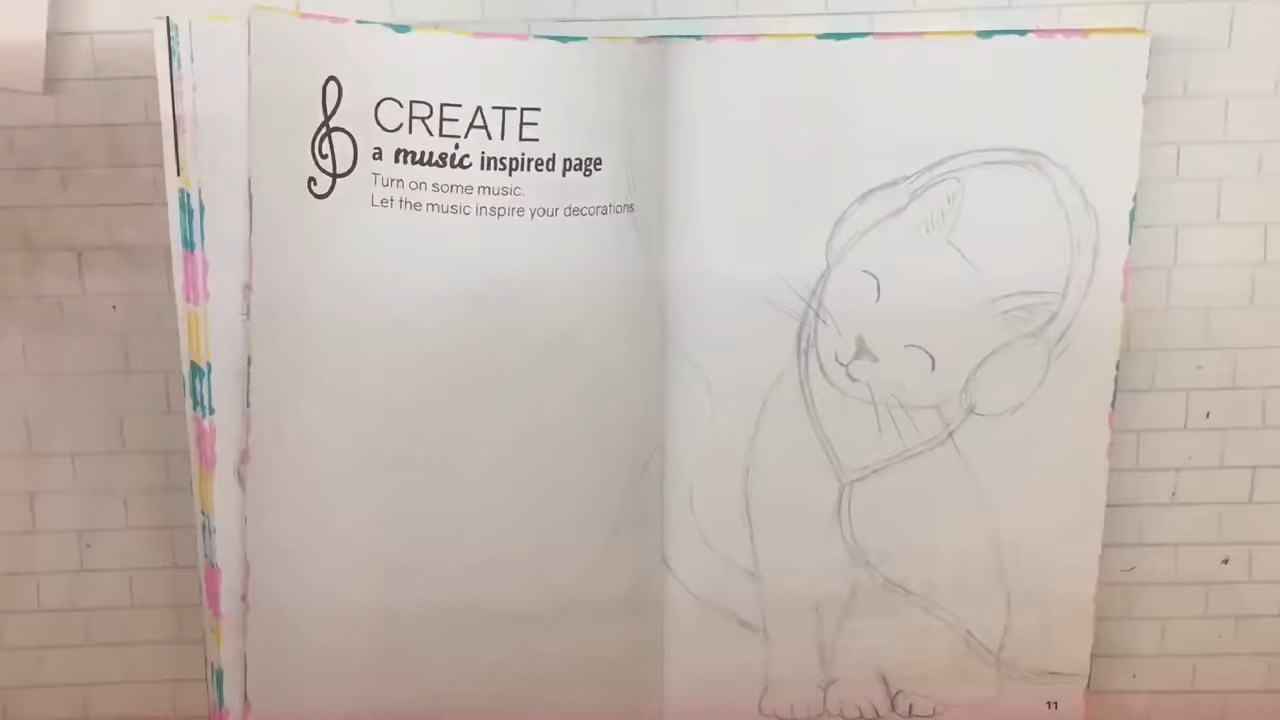 CREATE
a music inspired page
Turn on some music.
Let the music inspire your decorations
11